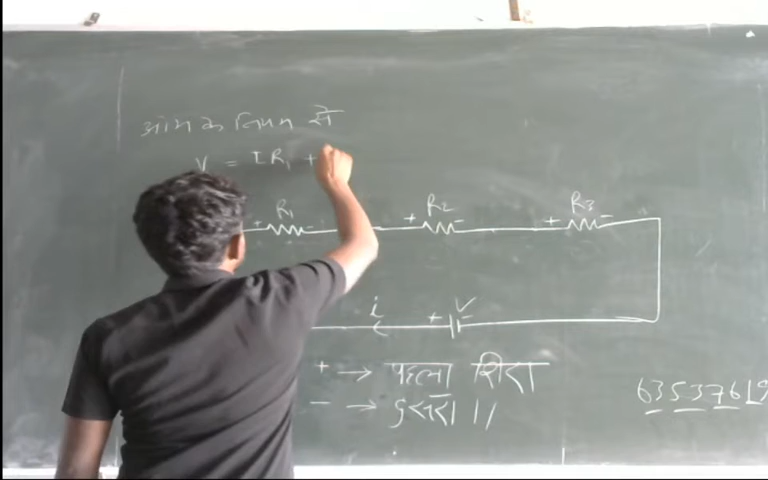 ओम के नियम से
V = IR₁ +
+ R₁ - + R₂ - + R₃ -
i + V -
+ → पहला सिरा
- → दुसरा ''
6353761